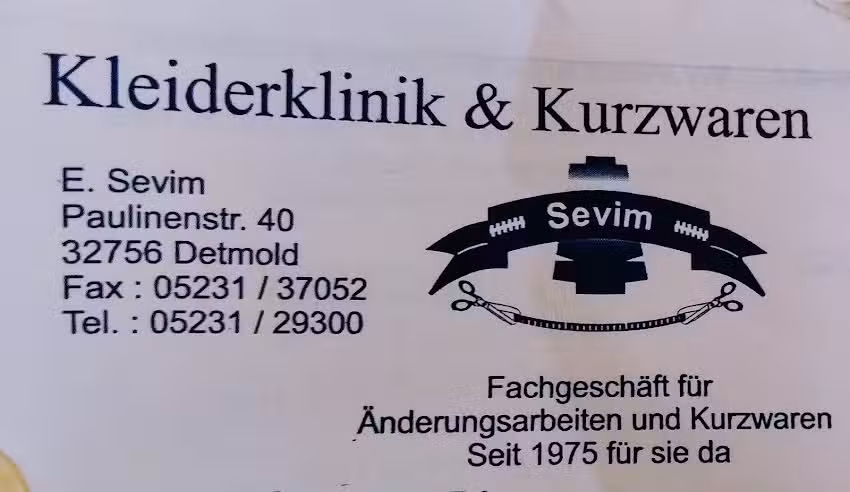 Kleiderklinik & Kurzwaren
E. Sevim
Paulinenstr. 40
32756 Detmold
Fax : 05231 / 37052
Tel. : 05231 / 29300
Sevim
Fachgeschäft für
Änderungsarbeiten und Kurzwaren
Seit 1975 für sie da